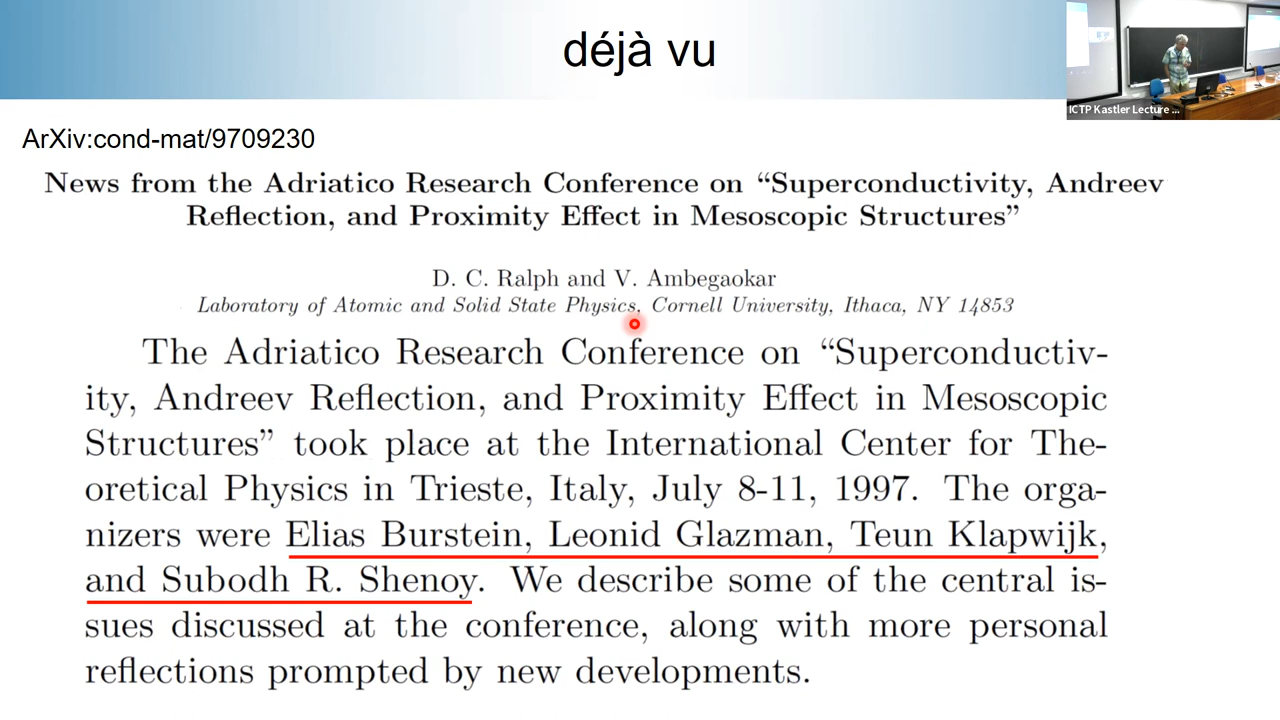 déjà vu
ICTP Kastler Lecture ...
ArXiv:cond-mat/9709230
News from the Adriatico Research Conference on “Superconductivity, Andreev
Reflection, and Proximity Effect in Mesoscopic Structures”
D. C. Ralph and V. Ambegaokar
Laboratory of Atomic and Solid State Physics, Cornell University, Ithaca, NY 14853
The Adriatico Research Conference on “Superconductiv-
ity, Andreev Reflection, and Proximity Effect in Mesoscopic
Structures” took place at the International Center for The-
oretical Physics in Trieste, Italy, July 8-11, 1997. The orga-
nizers were Elias Burstein, Leonid Glazman, Teun Klapwijk,
and Subodh R. Shenoy. We describe some of the central is-
sues discussed at the conference, along with more personal
reflections prompted by new developments.